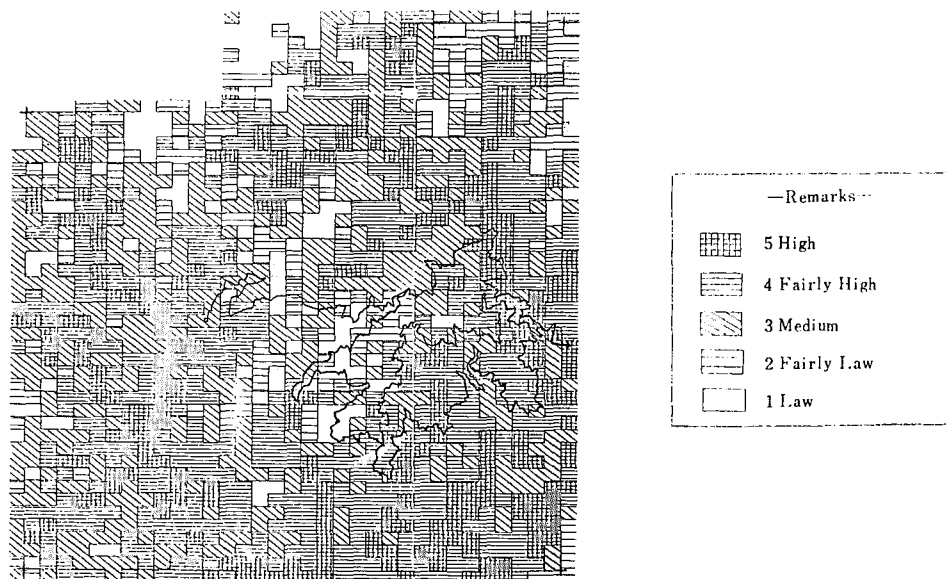 —Remarks—
5 High
4 Fairly High
3 Medium
2 Fairly Law
1 Law